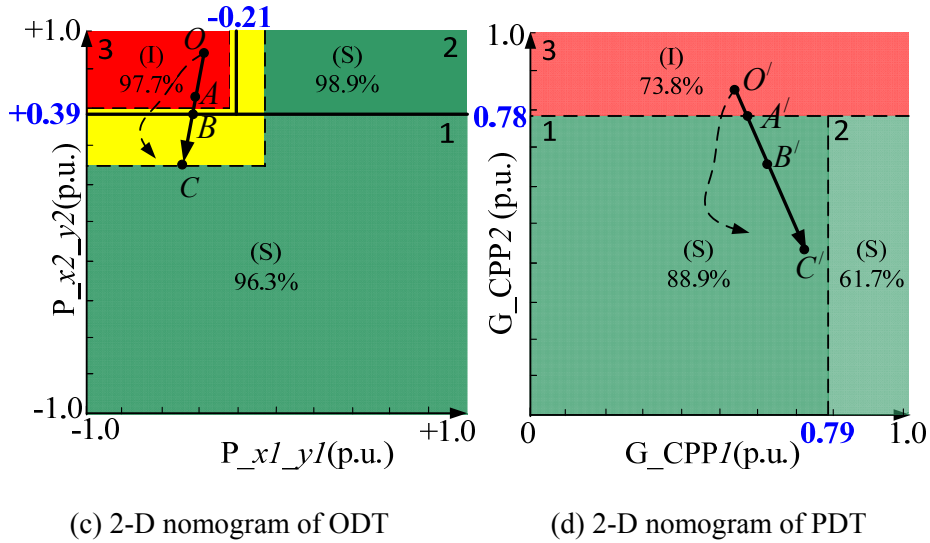 -0.21
+1.0
3
O
(I)
97.7%
A
(S)
98.9%
2
+0.39
B
1
C
P_x2_y2(p.u.)
(S)
96.3%
-1.0
-1.0
+1.0
P_x1_y1(p.u.)
(c) 2-D nomogram of ODT
1.0
3
(I)
73.8%
O/
0.78
A/
1
2
B/
G_CPP2 (p.u.)
(S)
88.9%
C/
(S)
61.7%
0
0.79
1.0
G_CPP1(p.u.)
(d) 2-D nomogram of PDT